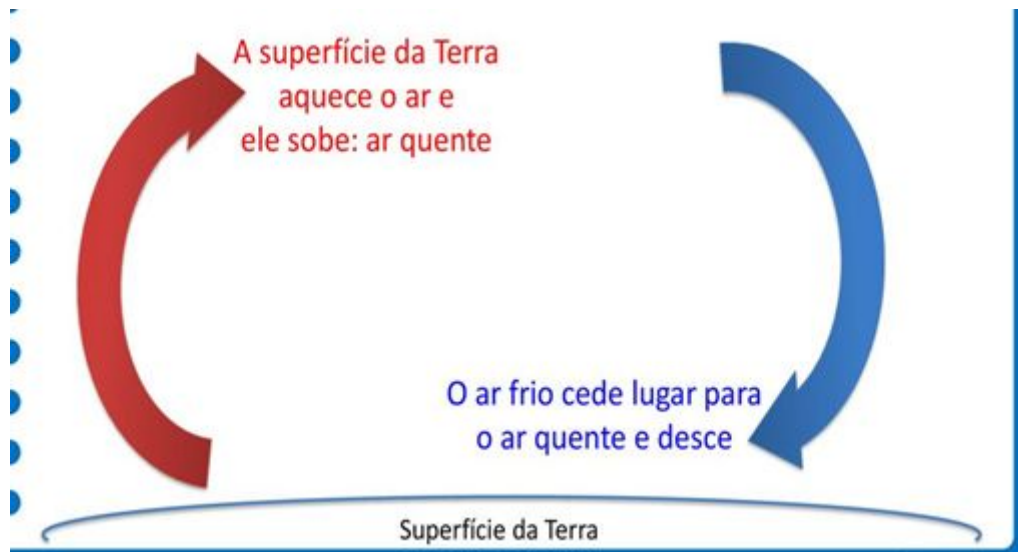 A superfície da Terra
aquece o ar e
ele sobe: ar quente
O ar frio cede lugar para
o ar quente e desce
Superfície da Terra